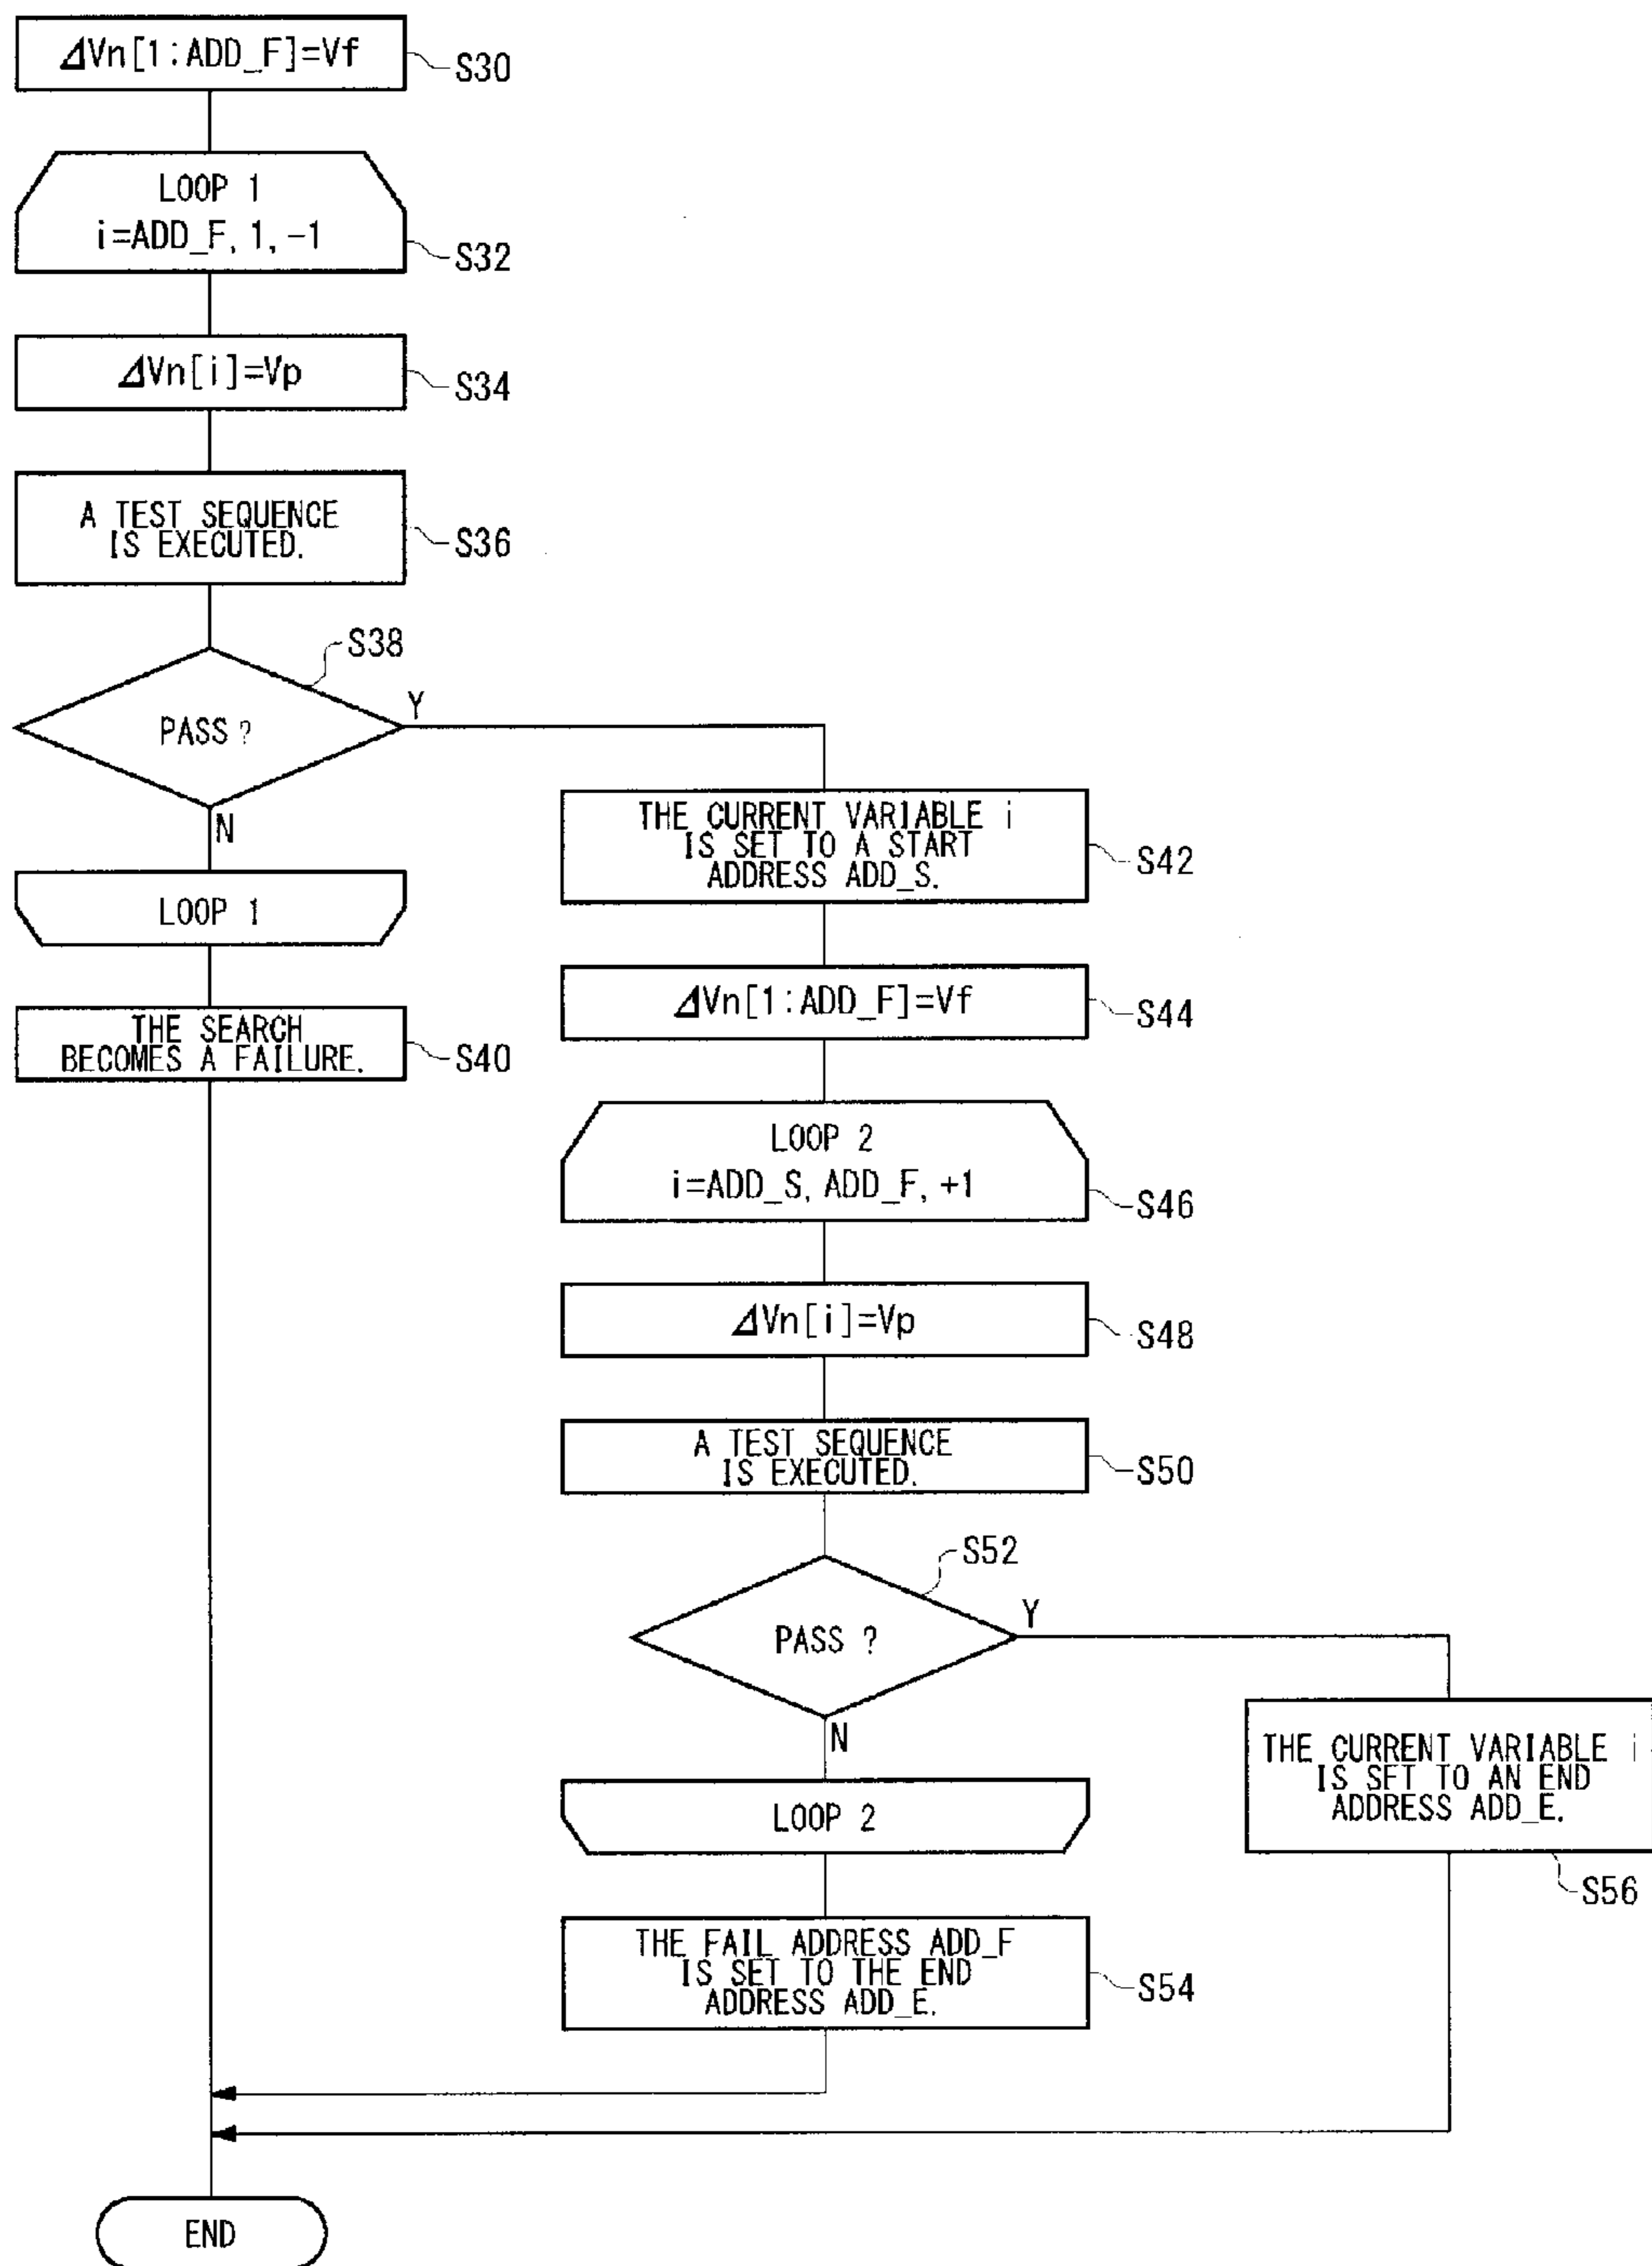 ⊿Vn[1:ADD_F]=Vf
S30
LOOP 1
i=ADD_F, 1, -1
S32
⊿Vn[i]=Vp
S34
A TEST SEQUENCE
IS EXECUTED.
S36
S38
PASS ?
Y
N
LOOP 1
THE SEARCH
BECOMES A FAILURE.
S40
THE CURRENT VARIABLE i
IS SET TO A START
ADDRESS ADD_S.
S42
⊿Vn[1:ADD_F]=Vf
S44
LOOP 2
i=ADD_S, ADD_F, +1
S46
⊿Vn[i]=Vp
S48
A TEST SEQUENCE
IS EXECUTED.
S50
S52
PASS ?
Y
N
LOOP 2
THE FAIL ADDRESS ADD_F
IS SET TO THE END
ADDRESS ADD_E.
S54
THE CURRENT VARIABLE i
IS SET TO AN END
ADDRESS ADD_E.
S56
END